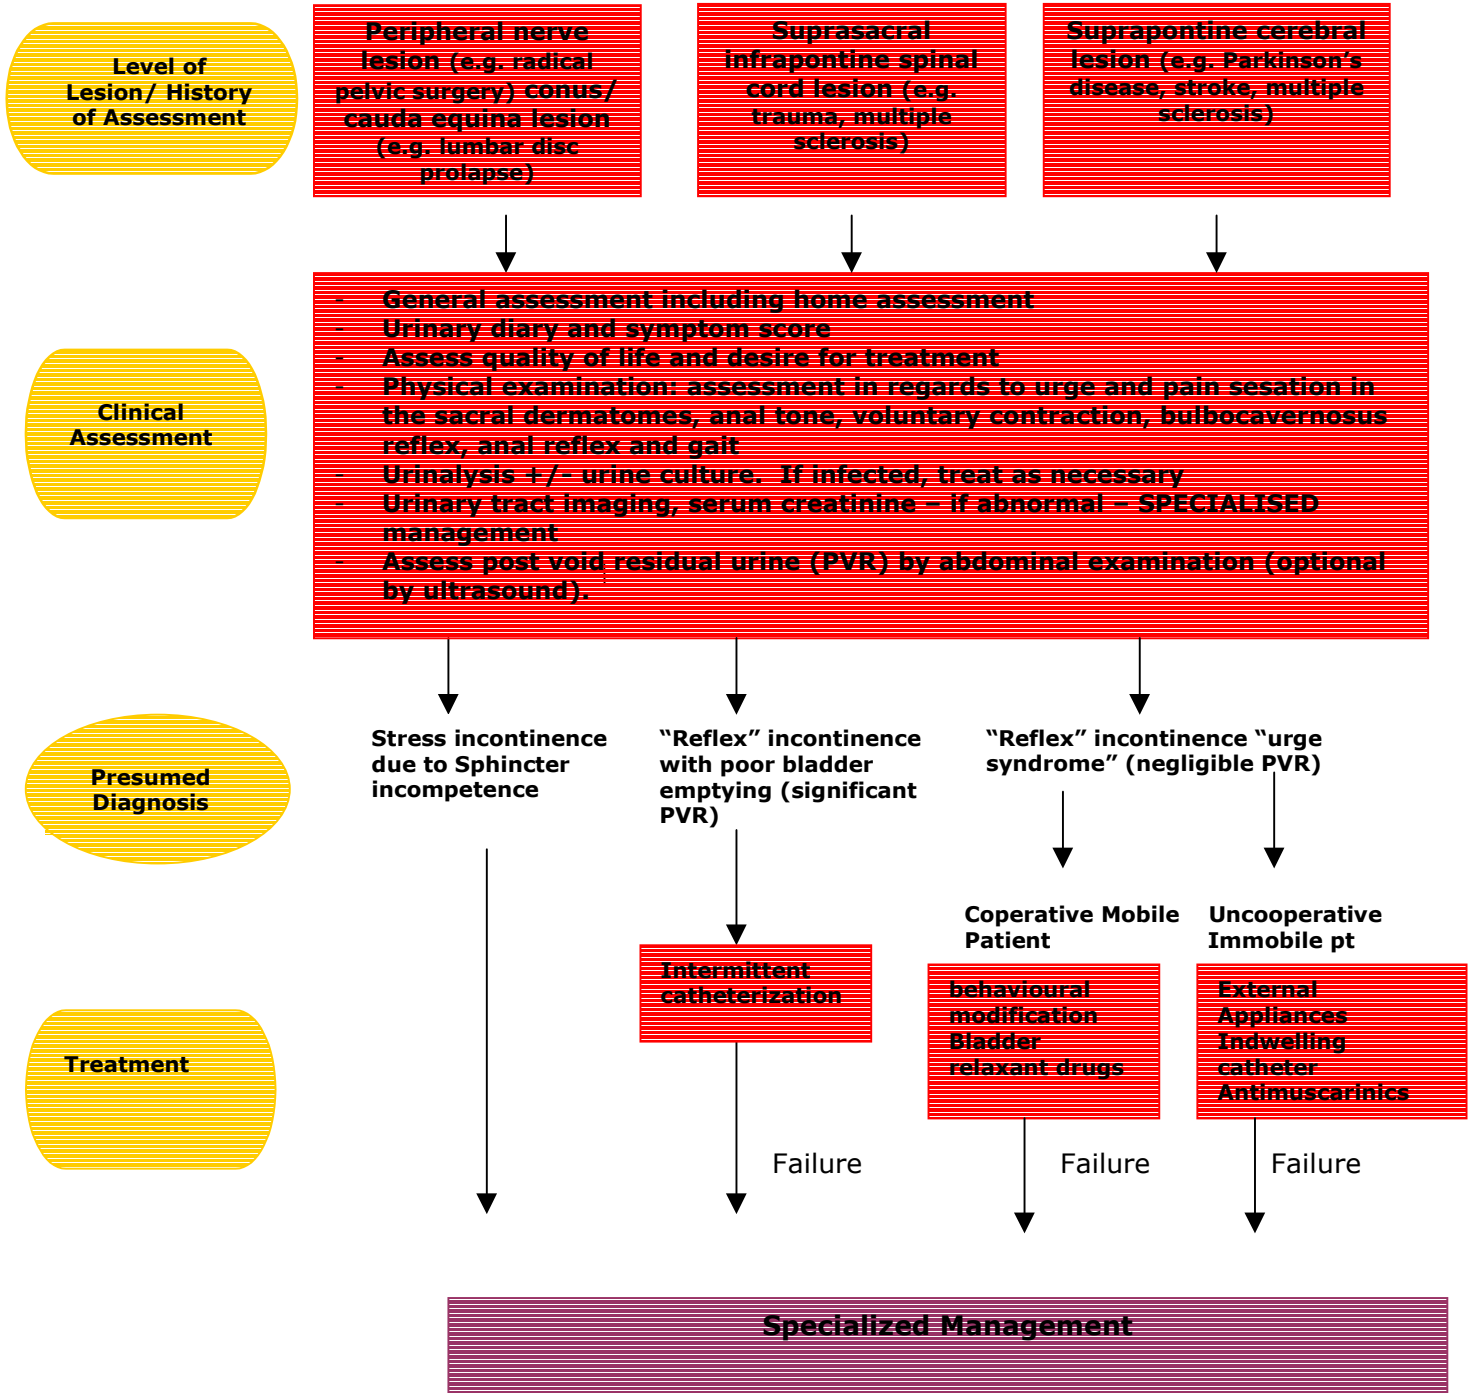 Level of
Lesion/ History
of Assessment
Peripheral nerve
lesion (e.g. radical
pelvic surgery) conus/
cauda equina lesion
(e.g. lumbar disc
prolapse)
Suprasacral
infrapontine spinal
cord lesion (e.g.
trauma, multiple
sclerosis)
Suprapontine cerebral
lesion (e.g. Parkinson’s
disease, stroke, multiple
sclerosis)
Clinical
Assessment
- General assessment including home assessment
- Urinary diary and symptom score
- Assess quality of life and desire for treatment
- Physical examination: assessment in regards to urge and pain sesation in
the sacral dermatomes, anal tone, voluntary contraction, bulbocavernosus
reflex, anal reflex and gait
- Urinalysis +/- urine culture.  If infected, treat as necessary
- Urinary tract imaging, serum creatinine – if abnormal – SPECIALISED
management
- Assess post void residual urine (PVR) by abdominal examination (optional
by ultrasound).
Presumed
Diagnosis
Stress incontinence
due to Sphincter
incompetence
“Reflex” incontinence
with poor bladder
emptying (significant
PVR)
“Reflex” incontinence “urge
syndrome” (negligible PVR)
Coperative Mobile
Patient
Uncooperative
Immobile pt
Treatment
Intermittent
catheterization
behavioural
modification
Bladder
relaxant drugs
External
Appliances
Indwelling
catheter
Antimuscarinics
Failure
Failure
Failure
Specialized Management